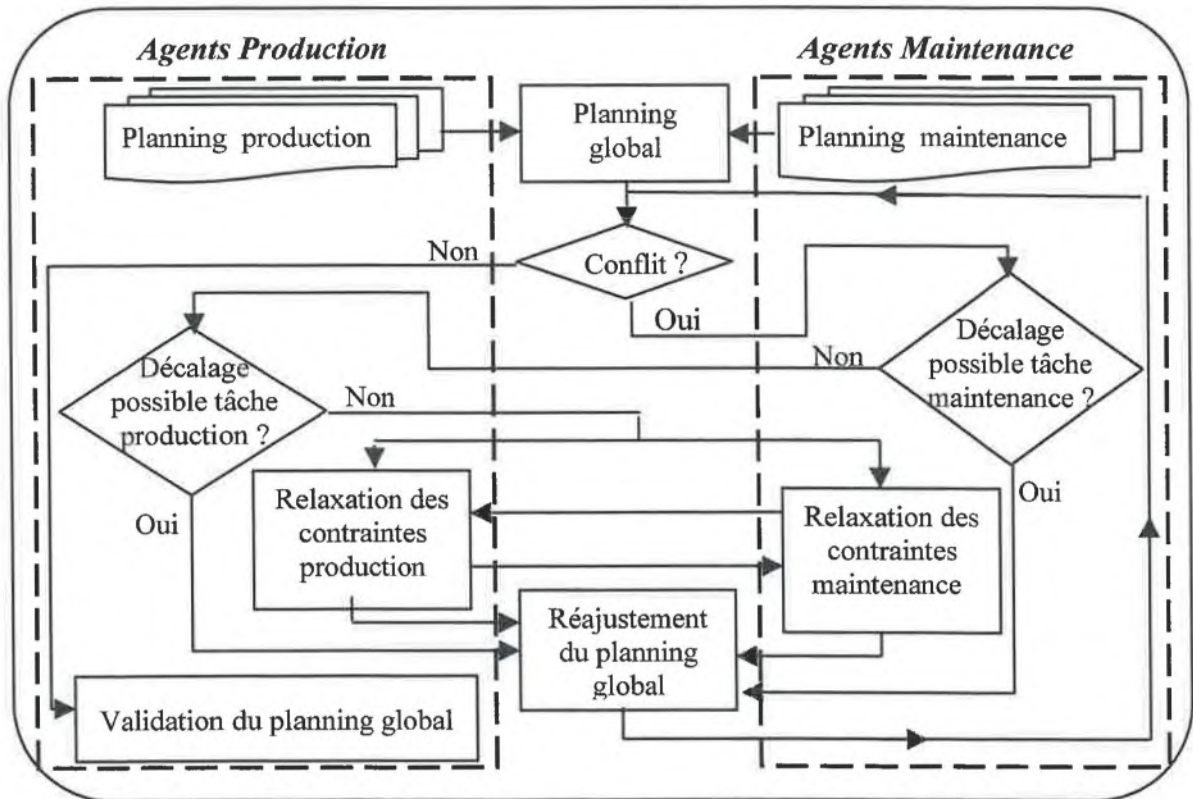 Agents Production
Agents Maintenance
Planning production
Planning
global
Planning maintenance
Non
Conflit ?
Oui
Décalage
possible tâche
production ?
Non
Non
Décalage
possible tâche
maintenance ?
Oui
Relaxation des
contraintes
production
Relaxation des
contraintes
maintenance
Oui
Réajustement
du planning
global
Validation du planning global